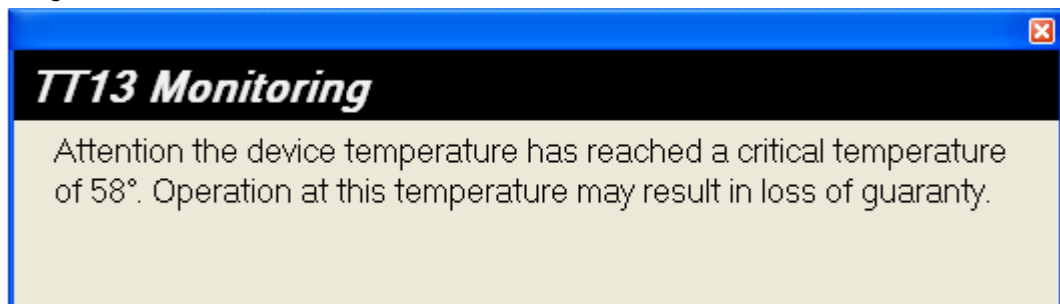 TT13 Monitoring
Attention the device temperature has reached a critical temperature
of 58°. Operation at this temperature may result in loss of guaranty.